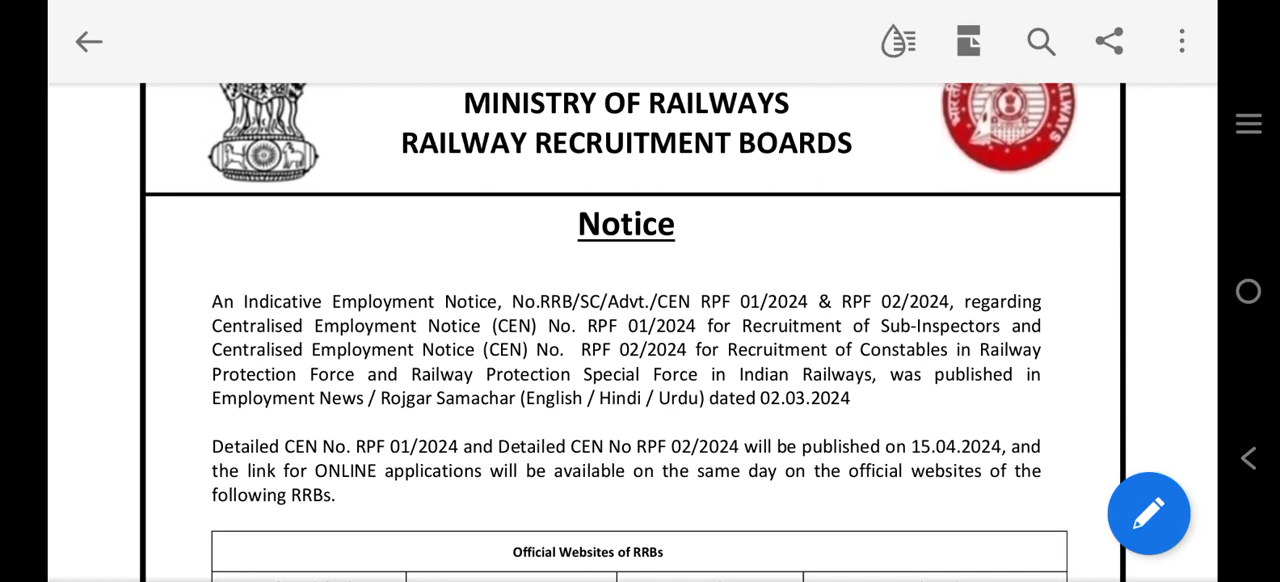 MINISTRY OF RAILWAYS
RAILWAY RECRUITMENT BOARDS
Notice
An Indicative Employment Notice, No.RRB/SC/Advt./CEN RPF 01/2024 & RPF 02/2024, regarding
Centralised Employment Notice (CEN) No. RPF 01/2024 for Recruitment of Sub-Inspectors and
Centralised Employment Notice (CEN) No. RPF 02/2024 for Recruitment of Constables in Railway
Protection Force and Railway Protection Special Force in Indian Railways, was published in
Employment News / Rojgar Samachar (English / Hindi / Urdu) dated 02.03.2024
Detailed CEN No. RPF 01/2024 and Detailed CEN No RPF 02/2024 will be published on 15.04.2024, and
the link for ONLINE applications will be available on the same day on the official websites of the
following RRBs.
Official Websites of RRBs